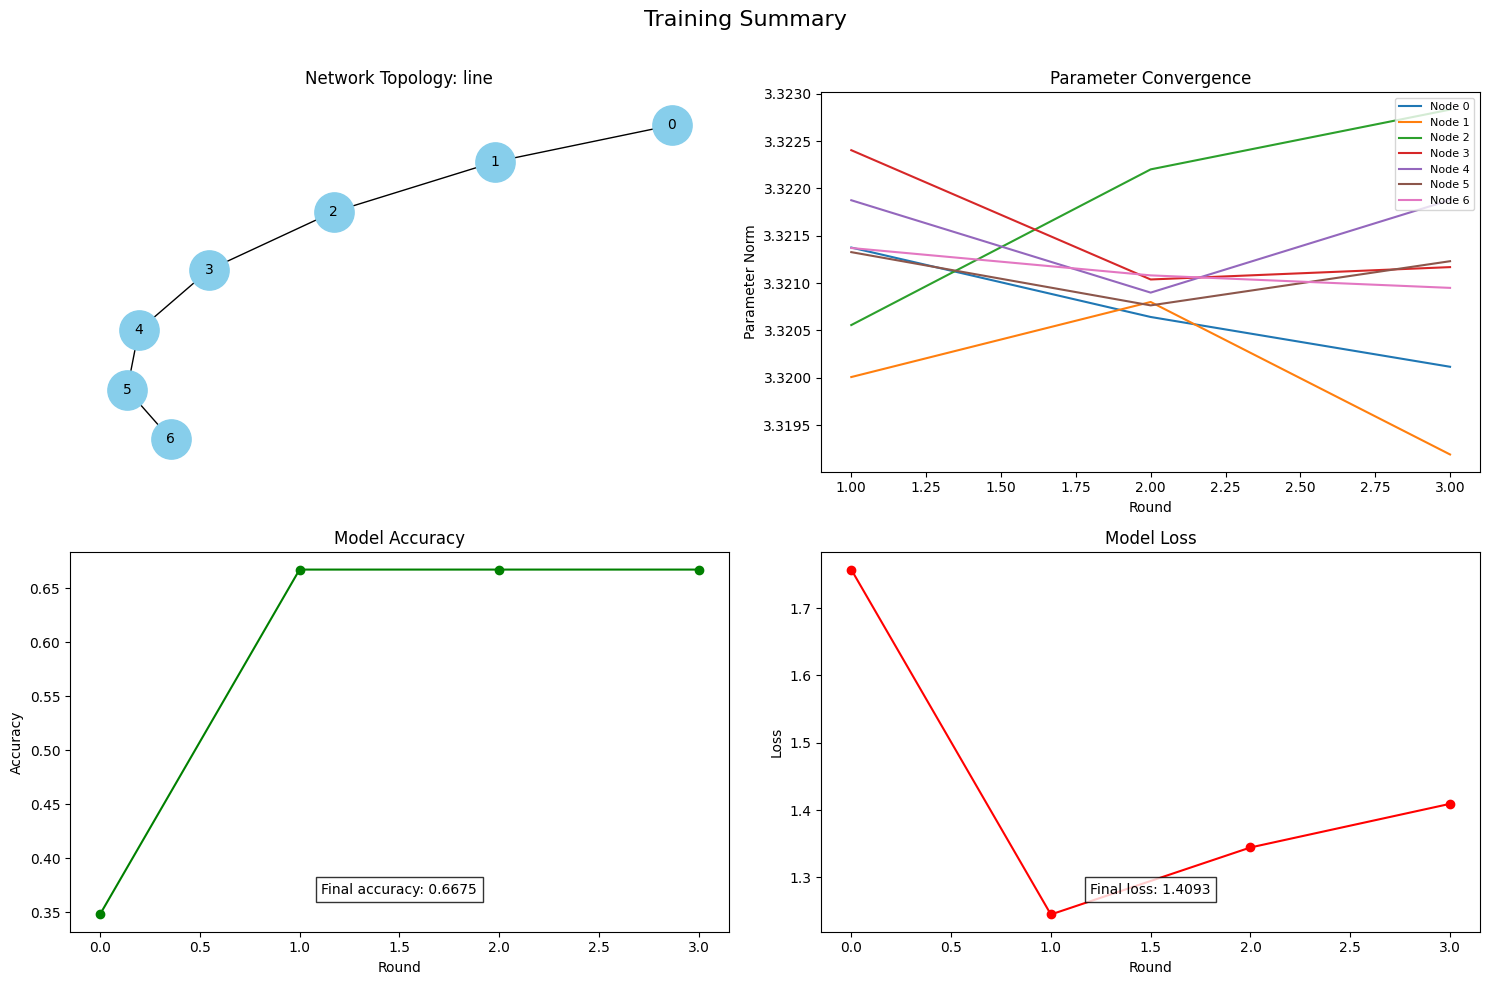 Training Summary
Network Topology: line
0
1
2
3
4
5
6
Parameter Convergence
3.3230
3.3225
3.3220
3.3215
3.3210
3.3205
3.3200
3.3195
Parameter Norm
Node 0
Node 1
Node 2
Node 3
Node 4
Node 5
Node 6
1.00 1.25 1.50 1.75 2.00 2.25 2.50 2.75 3.00
Round
Model Accuracy
0.65
0.60
0.55
0.50
0.45
0.40
0.35
Accuracy
Final accuracy: 0.6675
0.0 0.5 1.0 1.5 2.0 2.5 3.0
Round
Model Loss
1.7
1.6
1.5
1.4
1.3
Loss
Final loss: 1.4093
0.0 0.5 1.0 1.5 2.0 2.5 3.0
Round